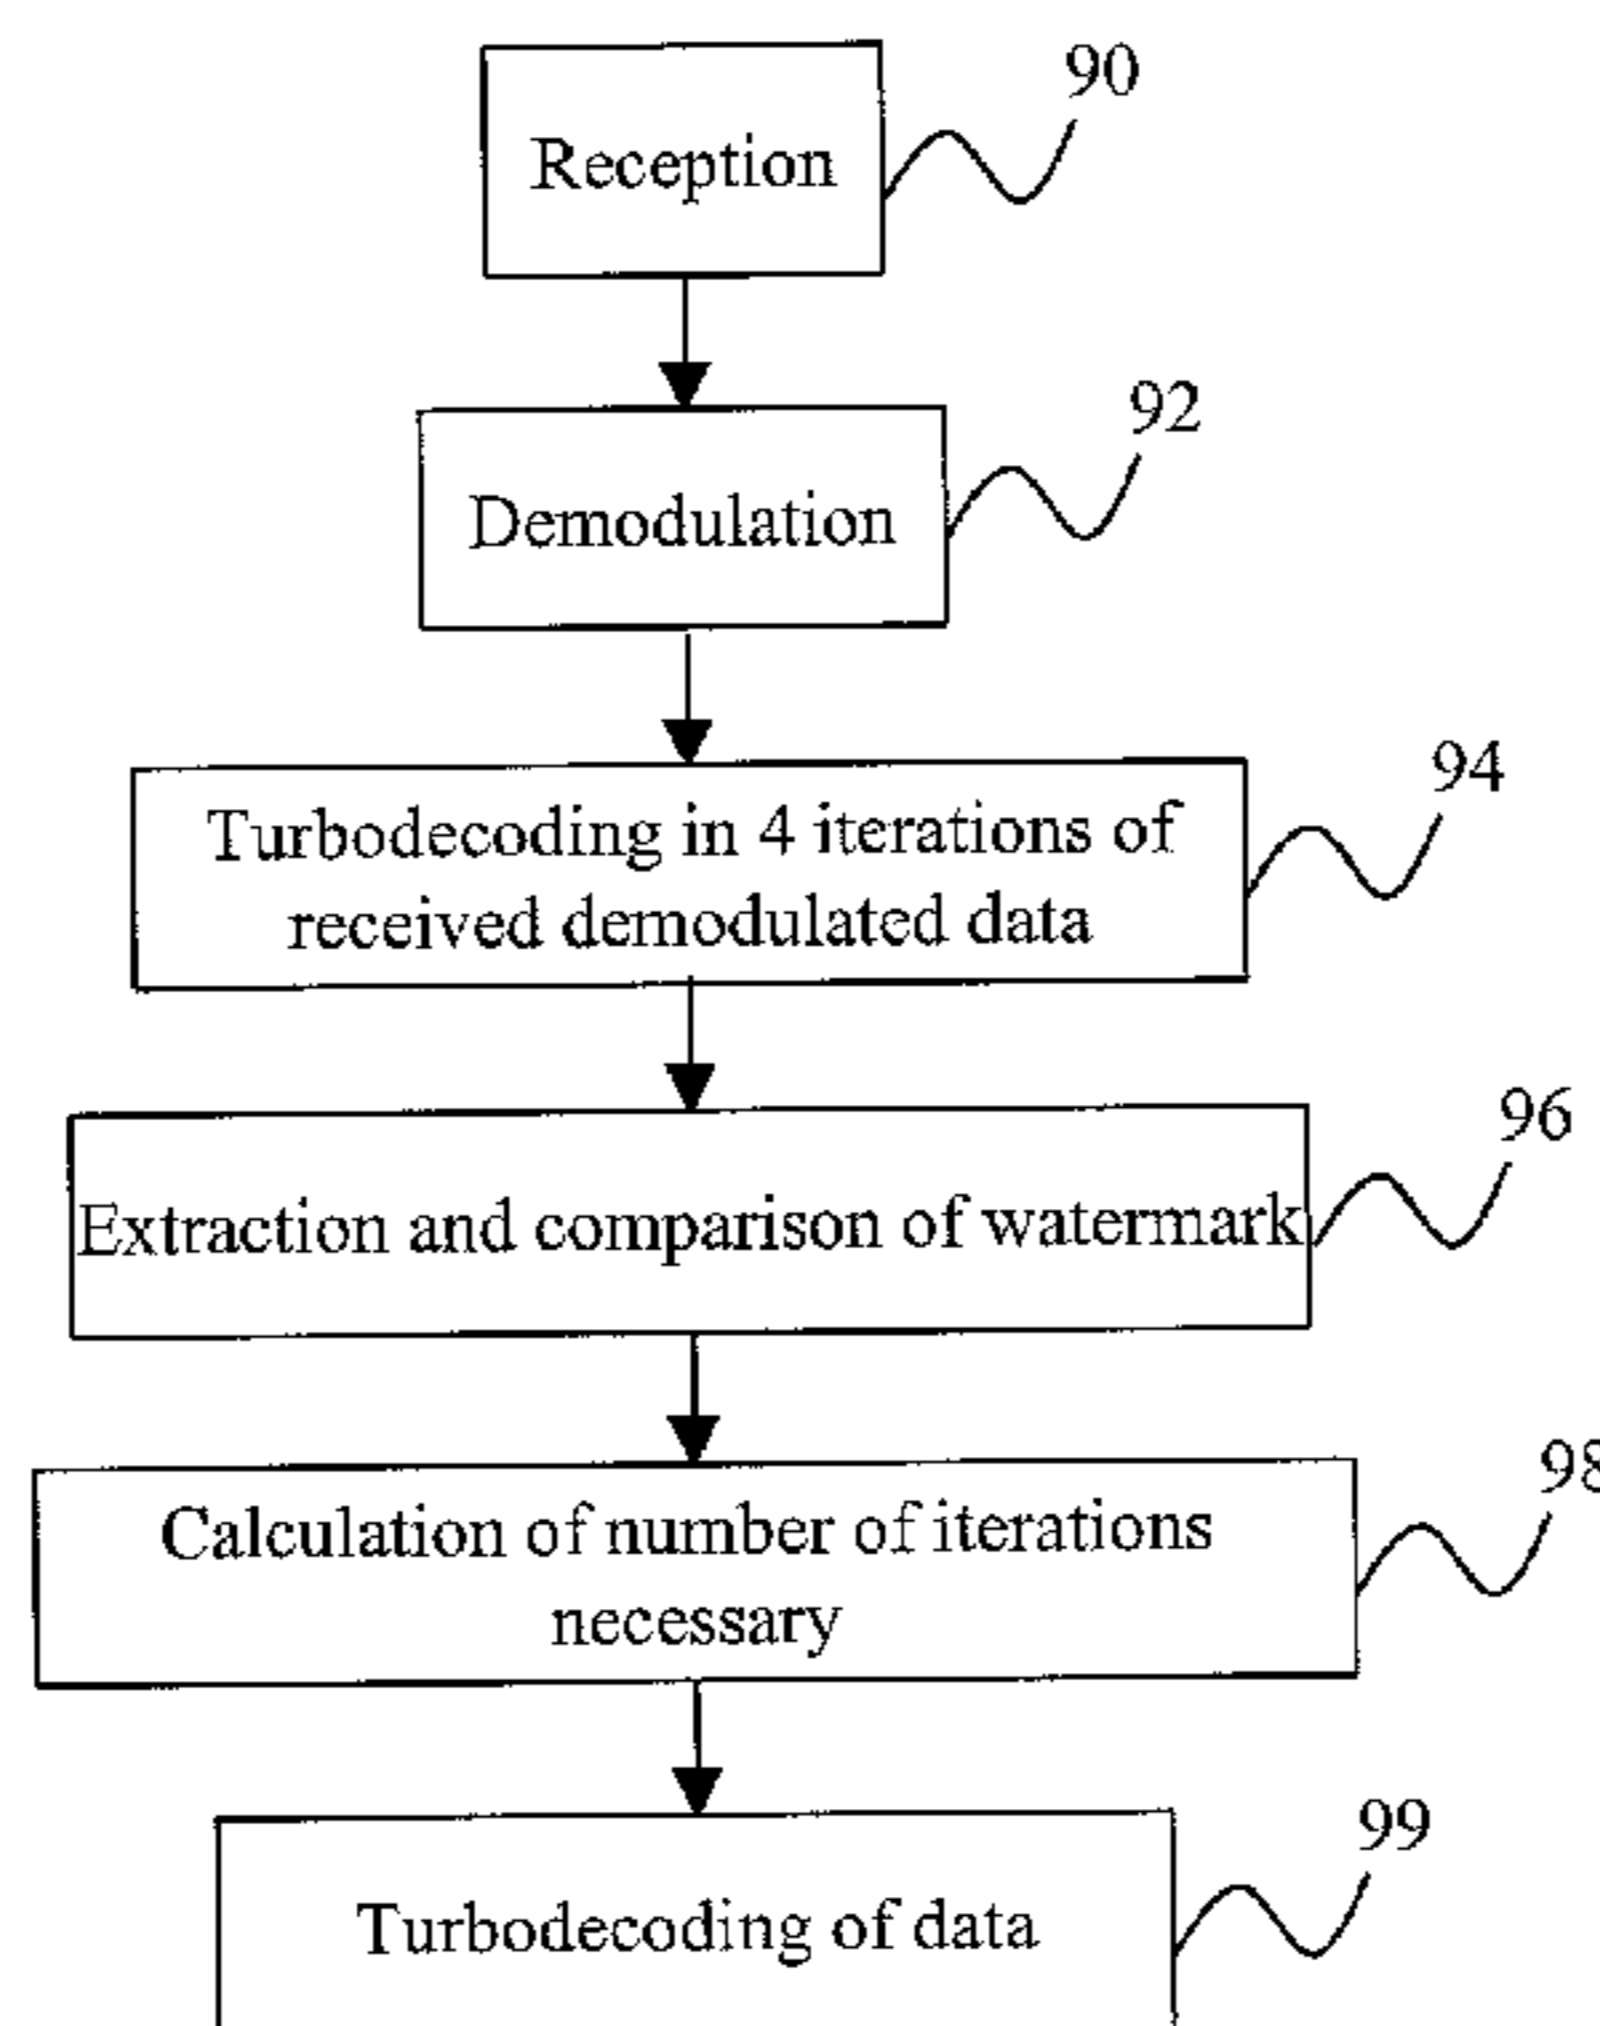 90
Reception
92
Demodulation
94
Turbodecoding in 4 iterations of
received demodulated data
96
Extraction and comparison of watermark
98
Calculation of number of iterations
necessary
99
Turbodecoding of data